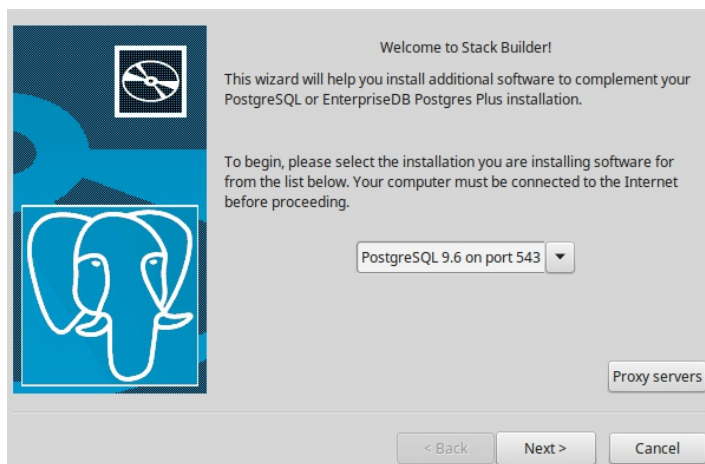 Welcome to Stack Builder!
This wizard will help you install additional software to complement your
PostgreSQL or EnterpriseDB Postgres Plus installation.
To begin, please select the installation you are installing software for
from the list below. Your computer must be connected to the Internet
before proceeding.
PostgreSQL 9.6 on port 543
Proxy servers
< Back Next > Cancel